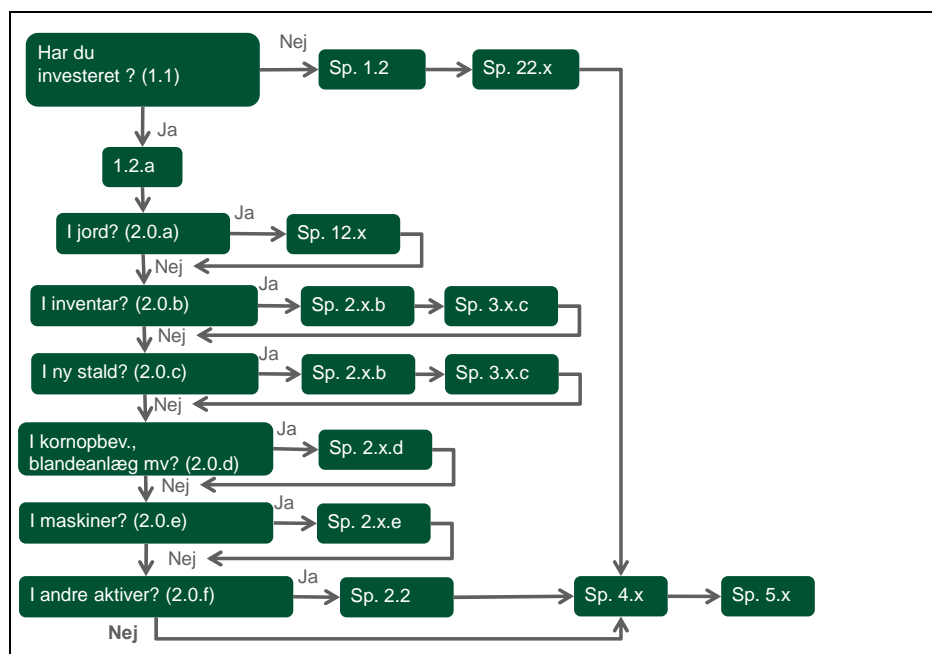 Nej
Har du
investeret ? (1.1)
Sp. 1.2
Sp. 22.x
Ja
1.2.a
Ja
I jord? (2.0.a)
Sp. 12.x
Nej
Ja
I inventar? (2.0.b)
Sp. 2.x.b
Sp. 3.x.c
Nej
Ja
I ny stald? (2.0.c)
Sp. 2.x.b
Sp. 3.x.c
Nej
Ja
I kornopbev.,
blandeanlæg mv? (2.0.d)
Sp. 2.x.d
Nej
Ja
I maskiner? (2.0.e)
Sp. 2.x.e
Nej
Ja
I andre aktiver? (2.0.f)
Sp. 2.2
Sp. 4.x
Sp. 5.x
Nej